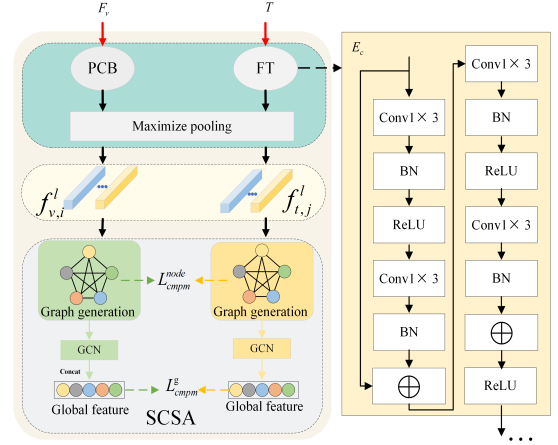 F_v
T
PCB
FT
Maximize pooling
f^l_{v,i}
•••
•••
f^l_{t,j}
Graph generation
L^{node}_{cmpm}
Graph generation
GCN
GCN
Concat
L^g_{cmpm}
Global feature
Global feature
SCSA
E_c
Conv1×3
BN
ReLU
Conv1×3
BN
⊕
Conv1×3
BN
ReLU
Conv1×3
BN
⊕
ReLU
•••